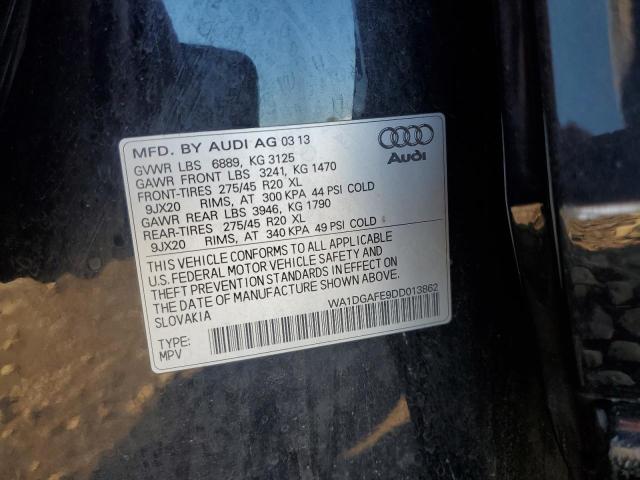 MFD. BY AUDI AG 03 13
Audi
GVWR LBS 6889, KG 3125
GAWR FRONT LBS 3241, KG 1470
FRONT-TIRES 275/45 R20 XL
9JX20 RIMS, AT 300 KPA 44 PSI COLD
GAWR REAR LBS 3946, KG 1790
REAR-TIRES 275/45 R20 XL
9JX20 RIMS, AT 340 KPA 49 PSI COLD
THIS VEHICLE CONFORMS TO ALL APPLICABLE
U.S. FEDERAL MOTOR VEHICLE SAFETY AND
THEFT PREVENTION STANDARDS IN EFFECT ON
THE DATE OF MANUFACTURE SHOWN ABOVE.
SLOVAKIA
WA1DGAFE9DD013862
TYPE:
MPV